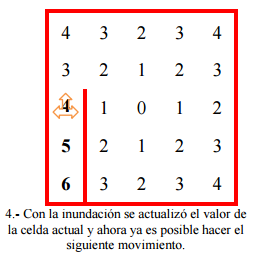 4 3 2 3 4
3 2 1 2 3
4 1 0 1 2
5 2 1 2 3
6 3 2 3 4
4.- Con la inundación se actualizó el valor de
la celda actual y ahora ya es posible hacer el
siguiente movimiento.